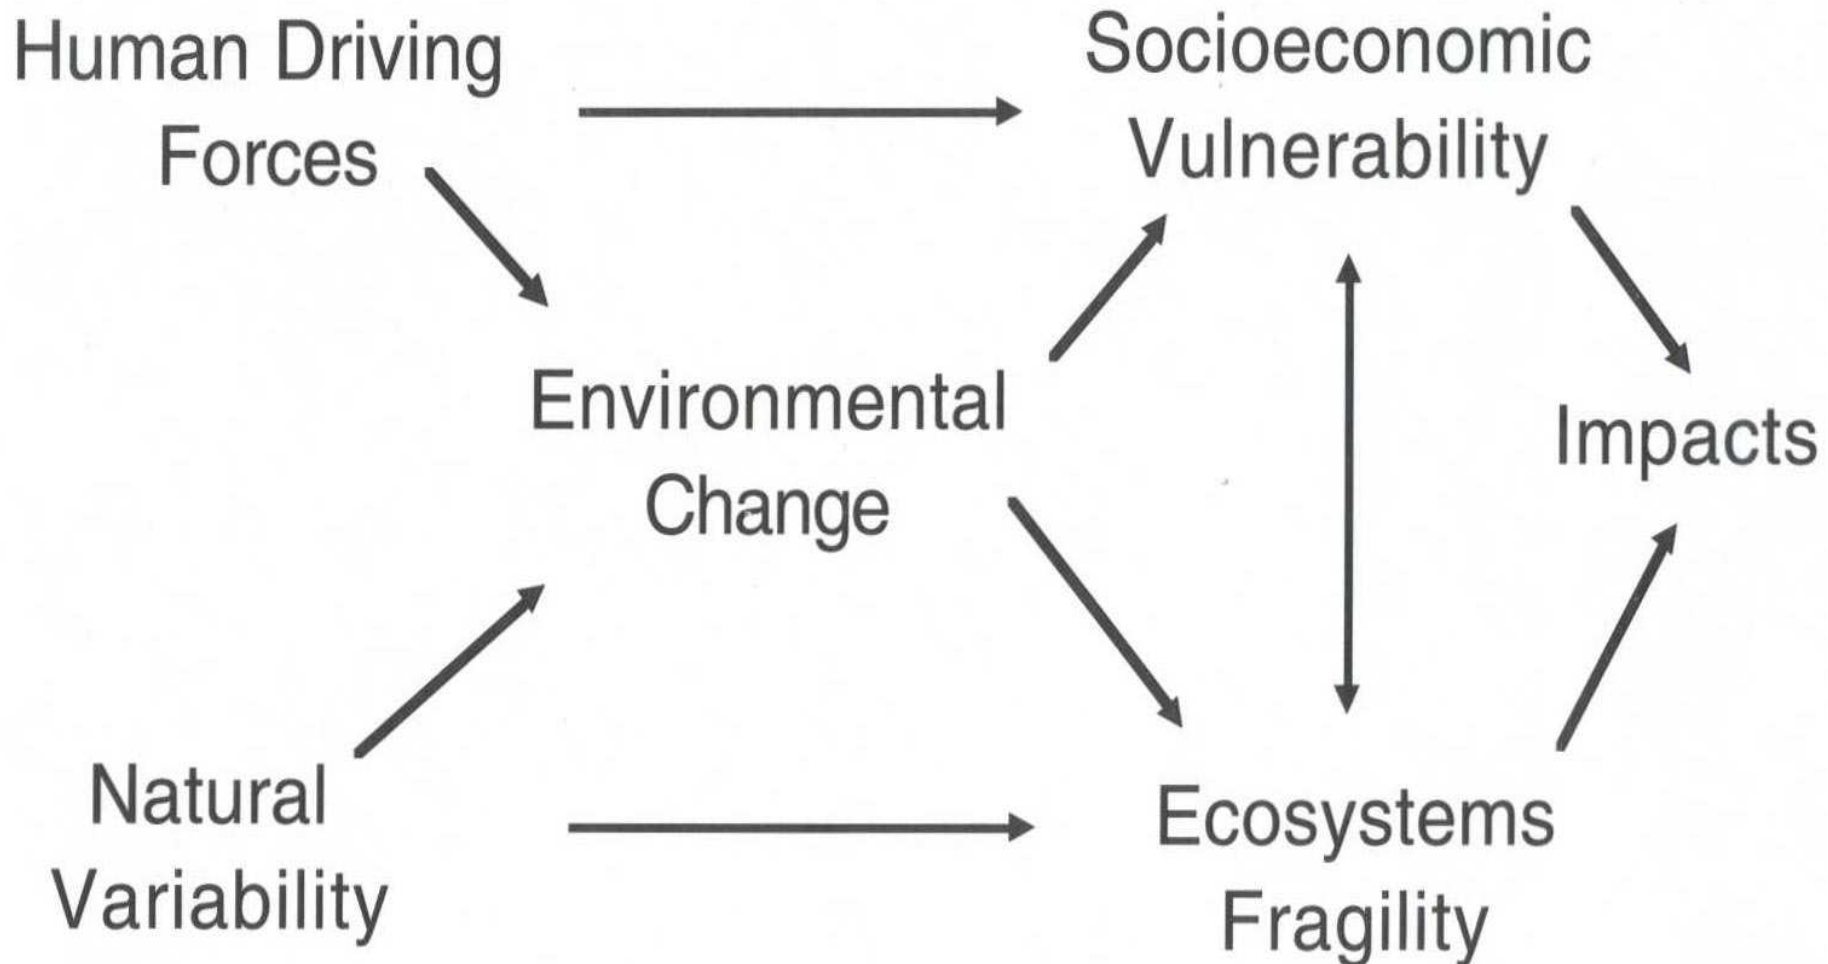 Human Driving
Forces
Socioeconomic
Vulnerability
Environmental
Change
Impacts
Natural
Variability
Ecosystems
Fragility